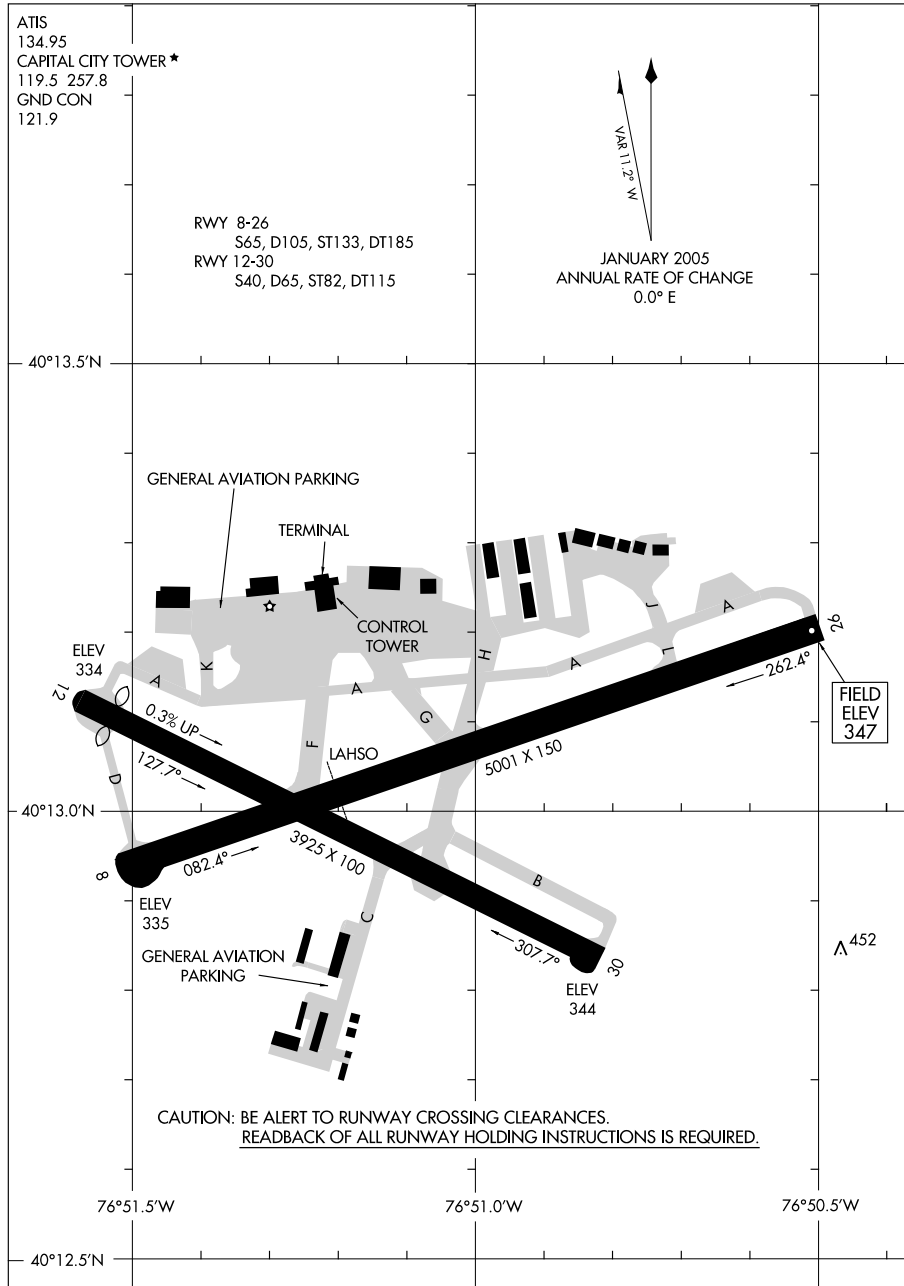 ATIS
134.95
CAPITAL CITY TOWER
119.5 257.8
GND CON
121.9
VAR 11.2° W
JANUARY 2005
ANNUAL RATE OF CHANGE
0.0° E
RWY 8-26
S65, D105, ST133, DT185
RWY 12-30
S40, D65, ST82, DT115
40°13.5'N
GENERAL AVIATION PARKING
TERMINAL
CONTROL
TOWER
ELEV
334
12
A
K
A
F
G
H
A
J
L
A
26
262.4°
FIELD
ELEV
347
0.3% UP
127.7°
LAHSO
5001 X 150
D
40°13.0'N
8
082.4°
3925 X 100
ELEV
335
B
C
GENERAL AVIATION
PARKING
307.7°
30
ELEV
344
452
CAUTION: BE ALERT TO RUNWAY CROSSING CLEARANCES.
READBACK OF ALL RUNWAY HOLDING INSTRUCTIONS IS REQUIRED.
76°51.5'W
76°51.0'W
76°50.5'W
40°12.5'N